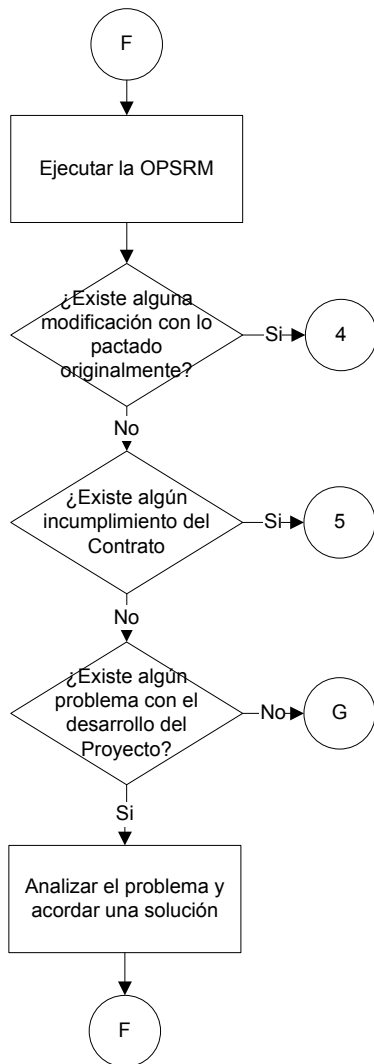 F
Ejecutar la OPSRM
¿Existe alguna
modificación con lo
pactado
originalmente?
Si
4
No
¿Existe algún
incumplimiento del
Contrato
Si
5
No
¿Existe algún
problema con el
desarrollo del
Proyecto?
No
G
Si
Analizar el problema y
acordar una solución
F